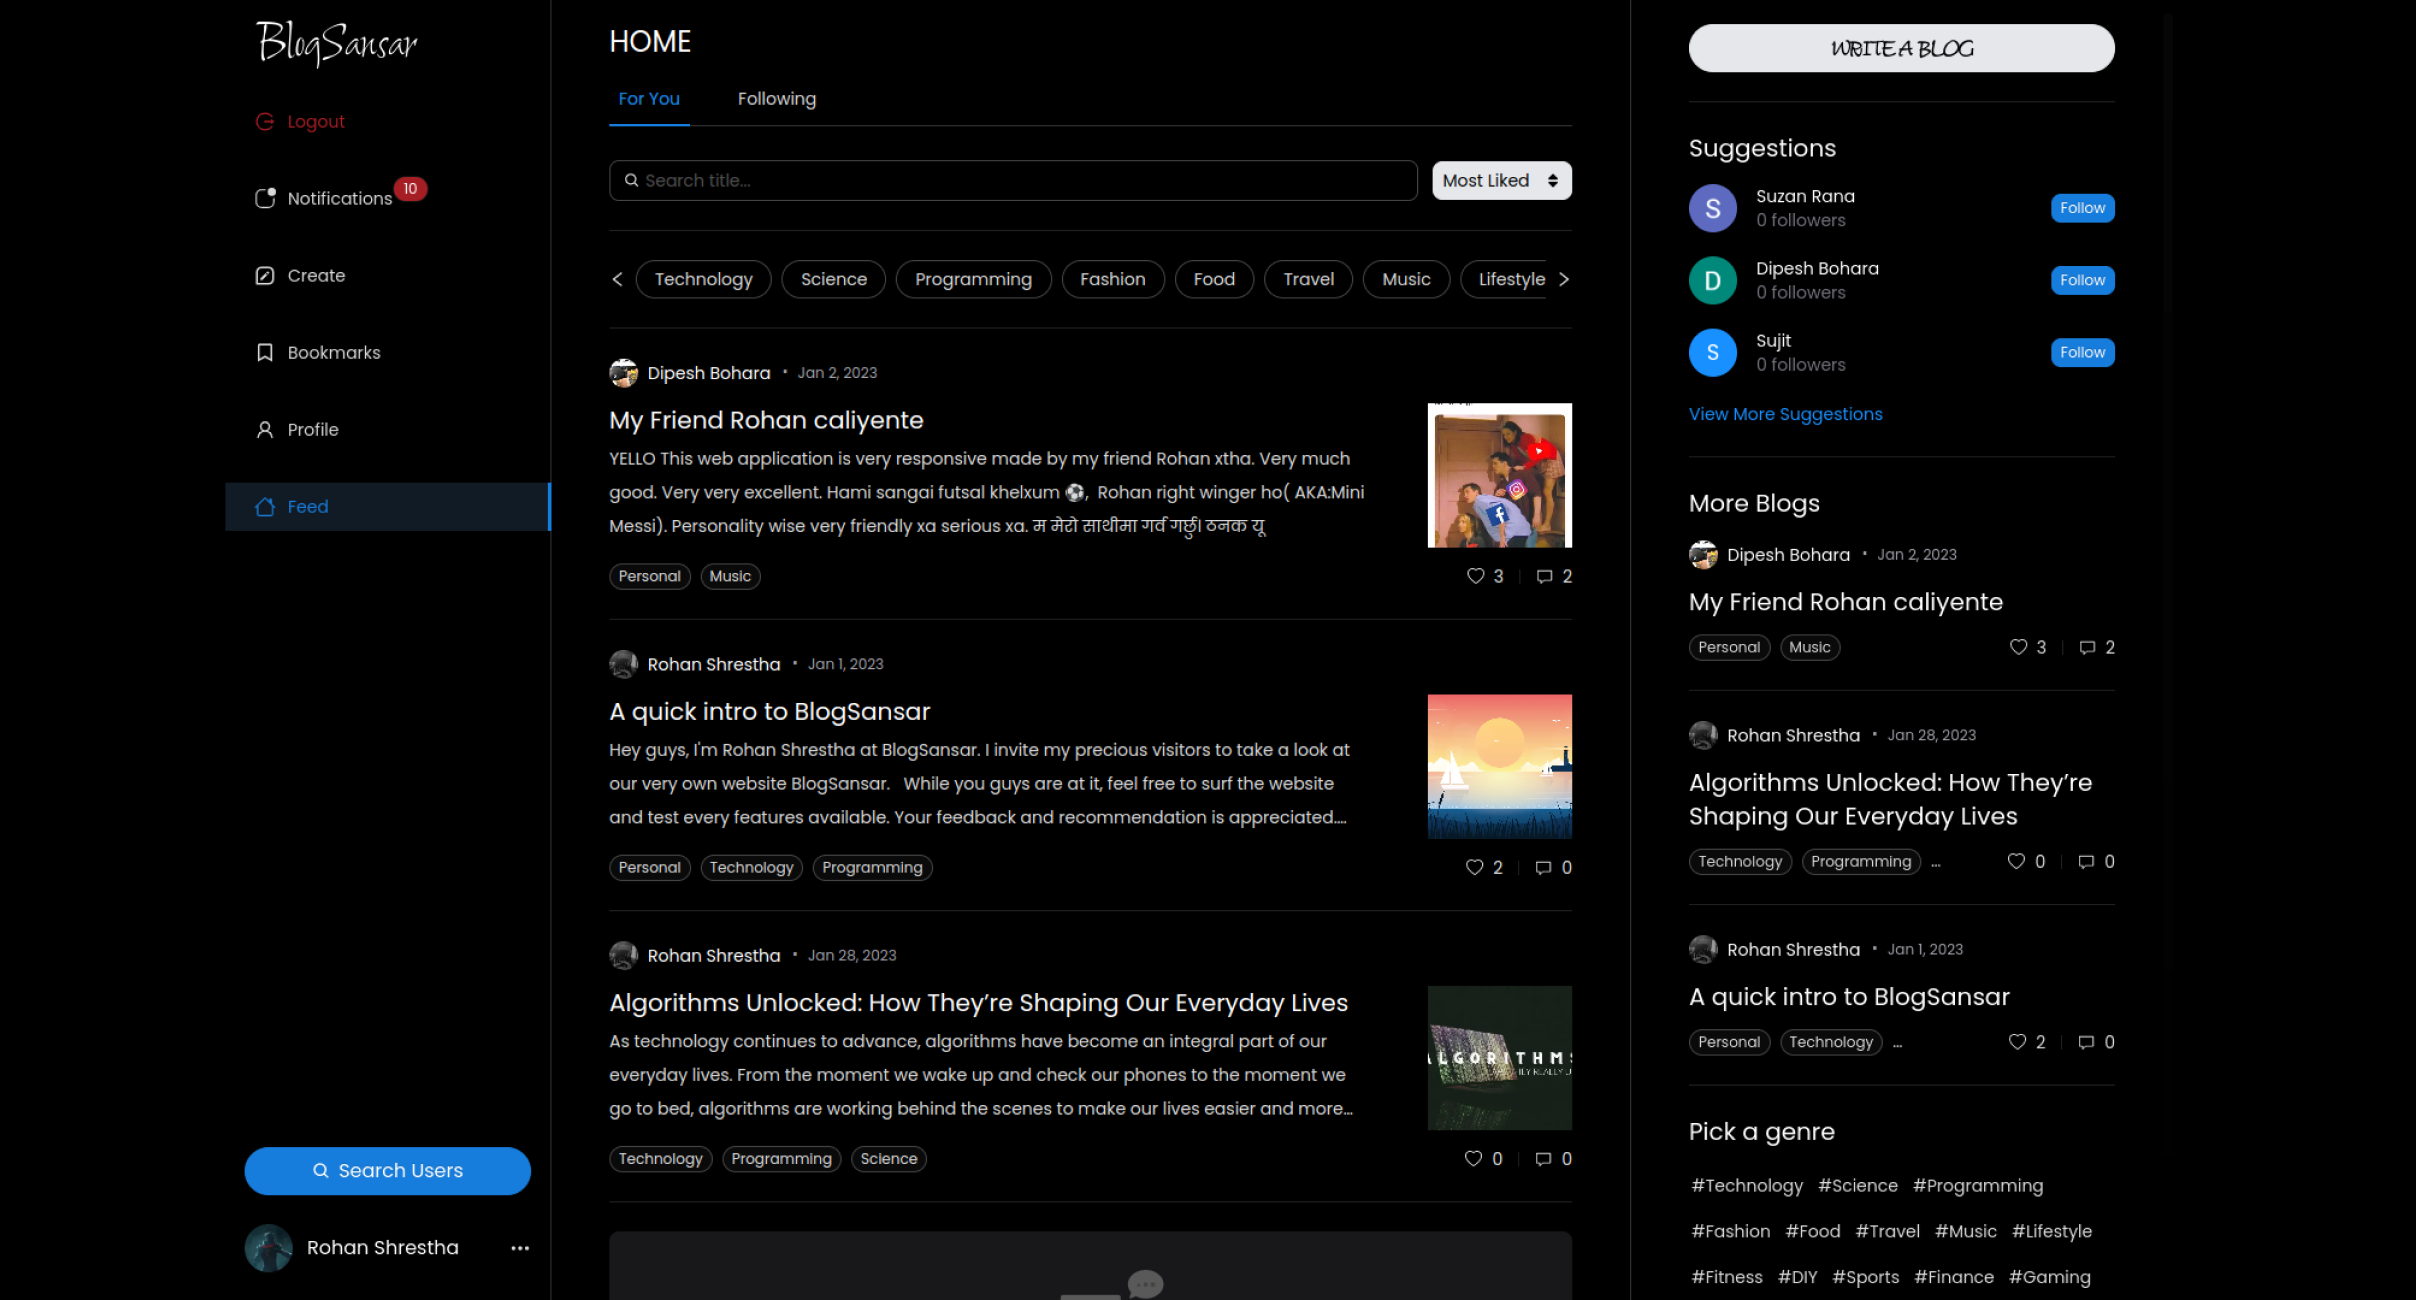 BlogSansar
Logout
Notifications 10
Create
Bookmarks
Profile
Feed
Search Users
Rohan Shrestha
HOME
For You Following
Search title...
Most Liked
Technology Science Programming Fashion Food Travel Music Lifestyle
Dipesh Bohara • Jan 2, 2023
My Friend Rohan caliyente
YELLO This web application is very responsive made by my friend Rohan xtha. Very much
good. Very very excellent. Hami sangai futsal khelxum ⚽, Rohan right winger ho( AKA:Mini
Messi). Personality wise very friendly xa serious xa. म मेरो साथीमा गर्व गर्छु। ठनक यू
Personal Music 3 2
Rohan Shrestha • Jan 1, 2023
A quick intro to BlogSansar
Hey guys, I'm Rohan Shrestha at BlogSansar. I invite my precious visitors to take a look at
our very own website BlogSansar. While you guys are at it, feel free to surf the website
and test every features available. Your feedback and recommendation is appreciated....
Personal Technology Programming 2 0
Rohan Shrestha • Jan 28, 2023
Algorithms Unlocked: How They’re Shaping Our Everyday Lives
As technology continues to advance, algorithms have become an integral part of our
everyday lives. From the moment we wake up and check our phones to the moment we
go to bed, algorithms are working behind the scenes to make our lives easier and more...
LGORITHM
Technology Programming Science 0 0
WRITE A BLOG
Suggestions
S Suzan Rana
0 followers
Follow
D Dipesh Bohara
0 followers
Follow
S Sujit
0 followers
Follow
View More Suggestions
More Blogs
Dipesh Bohara • Jan 2, 2023
My Friend Rohan caliyente
Personal Music 3 2
Rohan Shrestha • Jan 28, 2023
Algorithms Unlocked: How They’re
Shaping Our Everyday Lives
Technology Programming ... 0 0
Rohan Shrestha • Jan 1, 2023
A quick intro to BlogSansar
Personal Technology ... 2 0
Pick a genre
#Technology #Science #Programming
#Fashion #Food #Travel #Music #Lifestyle
#Fitness #DIY #Sports #Finance #Gaming